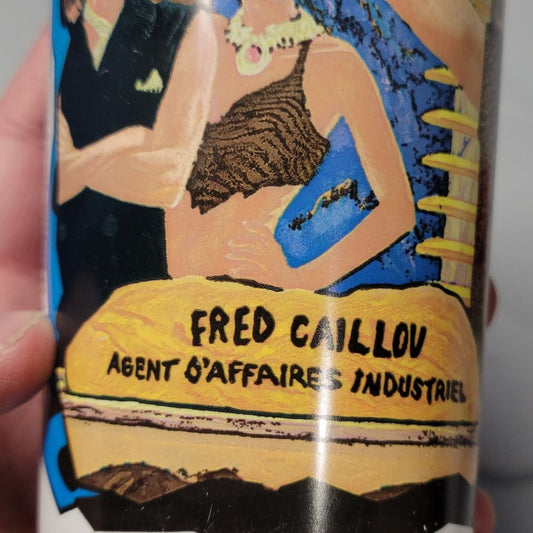 FRED CAILLOU
AGENT D'AFFAIRES INDUSTRIEL